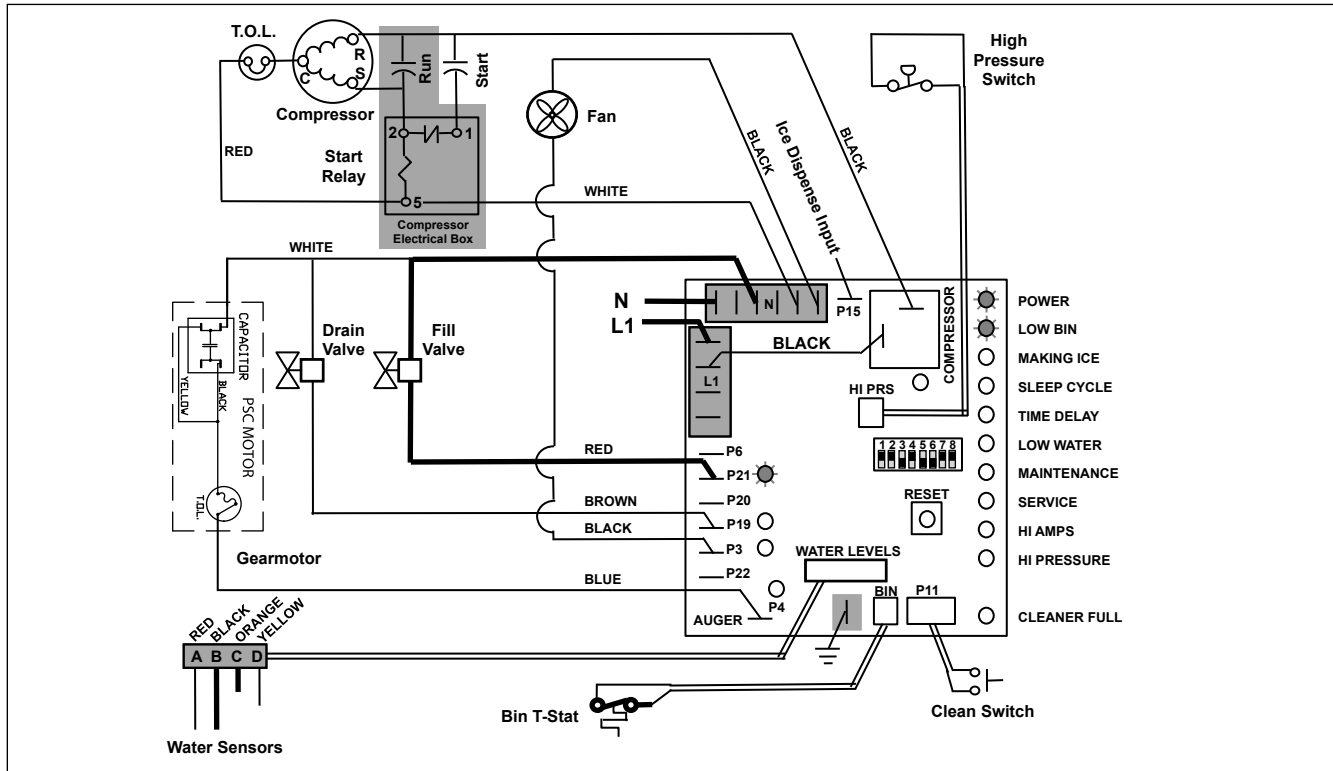 T.O.L.
R
S
C
Compressor
Run
Start
2
1
5
Start
Relay
RED
Compressor
Electrical Box
WHITE
Fan
BLACK
Ice Dispense Input
BLACK
High
Pressure
Switch
WHITE
CAPACITOR
YELLOW
BLACK
PSC MOTOR
T.O.L.
Gearmotor
Drain
Valve
Fill
Valve
N
L1
N
P15
L1
BLACK
COMPRESSOR
HI PRS
1 2 3 4 5 6 7 8
RESET
RED
P6
P21
P20
BROWN
P19
BLACK
P3
P22
BLUE
P4
AUGER
WATER LEVELS
BIN
P11
POWER
LOW BIN
MAKING ICE
SLEEP CYCLE
TIME DELAY
LOW WATER
MAINTENANCE
SERVICE
HI AMPS
HI PRESSURE
CLEANER FULL
RED
BLACK
ORANGE
YELLOW
A B C D
Water Sensors
Bin T-Stat
Clean Switch